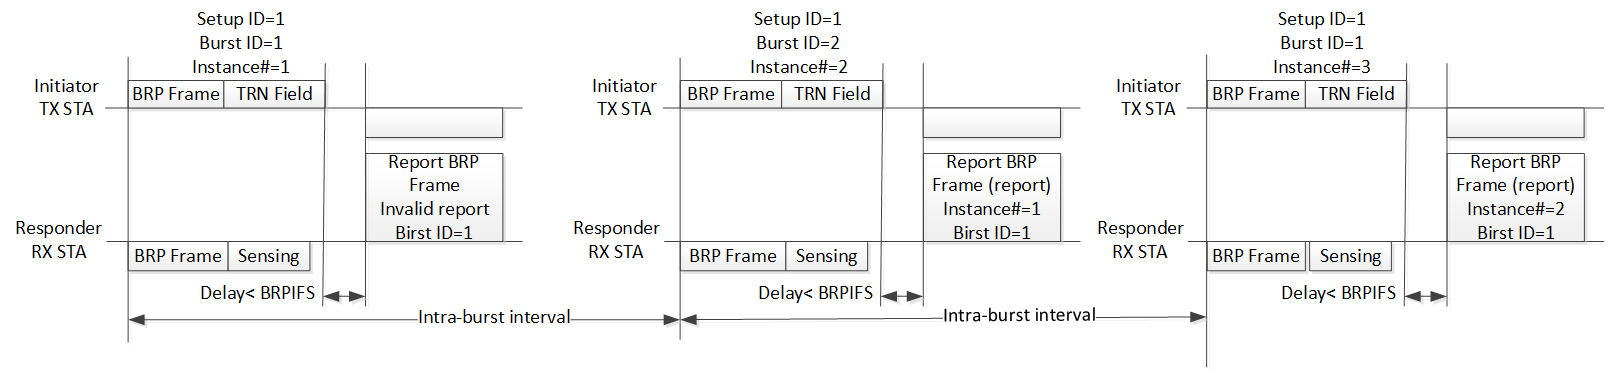 Setup ID=1
Burst ID=1
Instance#=1
Initiator
TX STA
BRP Frame
TRN Field
Report BRP
Frame
Invalid report
Birst ID=1
Responder
RX STA
BRP Frame
Sensing
Delay< BRPIFS
Intra-burst interval
Setup ID=1
Burst ID=2
Instance#=2
Initiator
TX STA
BRP Frame
TRN Field
Report BRP
Frame (report)
Instance#=1
Birst ID=1
Responder
RX STA
BRP Frame
Sensing
Delay< BRPIFS
Intra-burst interval
Setup ID=1
Burst ID=1
Instance#=3
Initiator
TX STA
BRP Frame
TRN Field
Report BRP
Frame (report)
Instance#=2
Birst ID=1
Responder
RX STA
BRP Frame
Sensing
Delay< BRPIFS